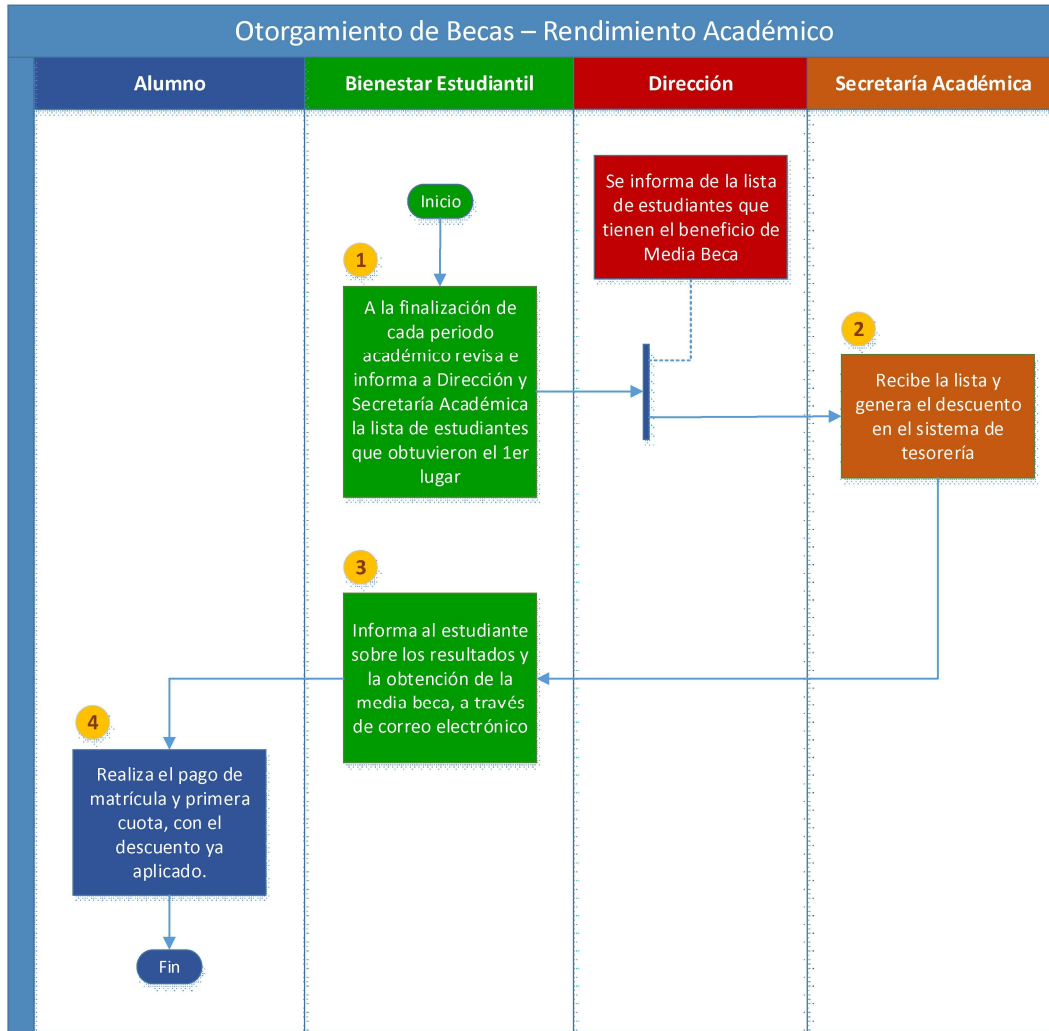 Otorgamiento de Becas – Rendimiento Académico
Alumno
Bienestar Estudiantil
Dirección
Secretaría Académica
Inicio
1
A la finalización de
cada periodo
académico revisa e
informa a Dirección y
Secretaría Académica
la lista de estudiantes
que obtuvieron el 1er
lugar
Se informa de la lista
de estudiantes que
tienen el beneficio de
Media Beca
2
Recibe la lista y
genera el descuento
en el sistema de
tesorería
3
Informa al estudiante
sobre los resultados y
la obtención de la
media beca, a través
de correo electrónico
4
Realiza el pago de
matrícula y primera
cuota, con el
descuento ya
aplicado.
Fin